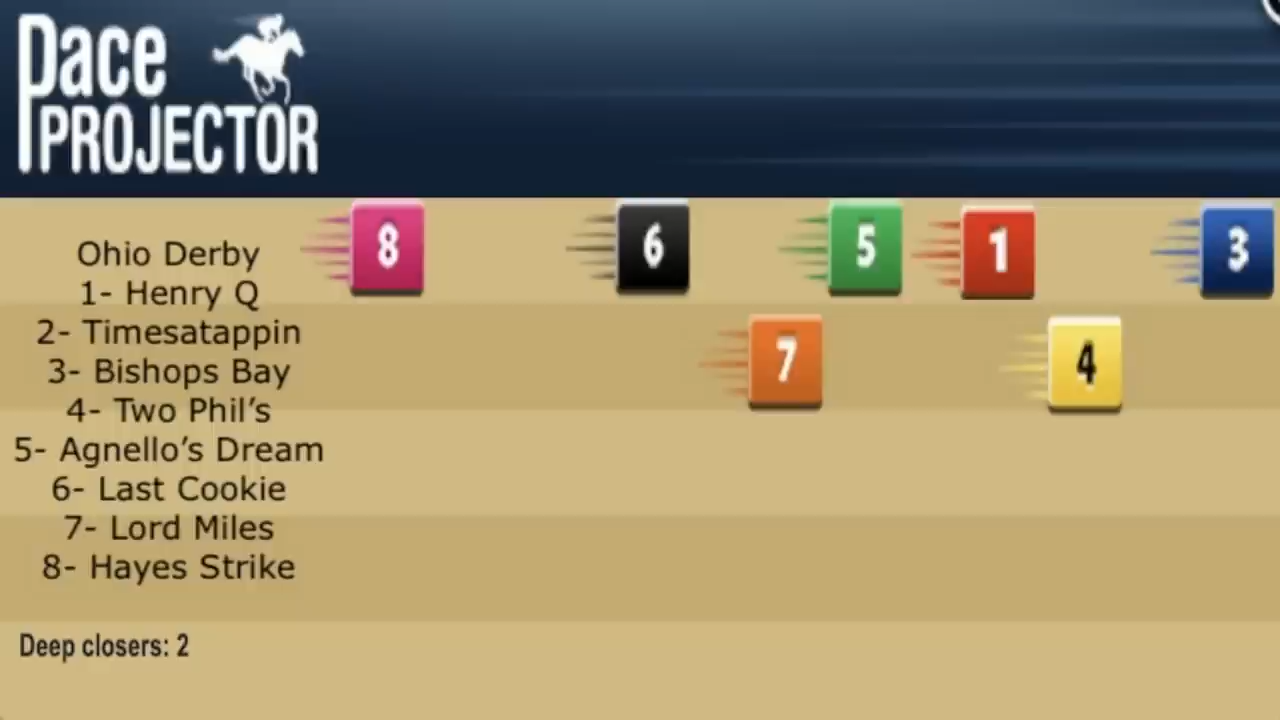 Pace
PROJECTOR
8 6 5 1 3
7 4
Ohio Derby
1- Henry Q
2- Timesatappin
3- Bishops Bay
4- Two Phil’s
5- Agnello’s Dream
6- Last Cookie
7- Lord Miles
8- Hayes Strike
Deep closers: 2